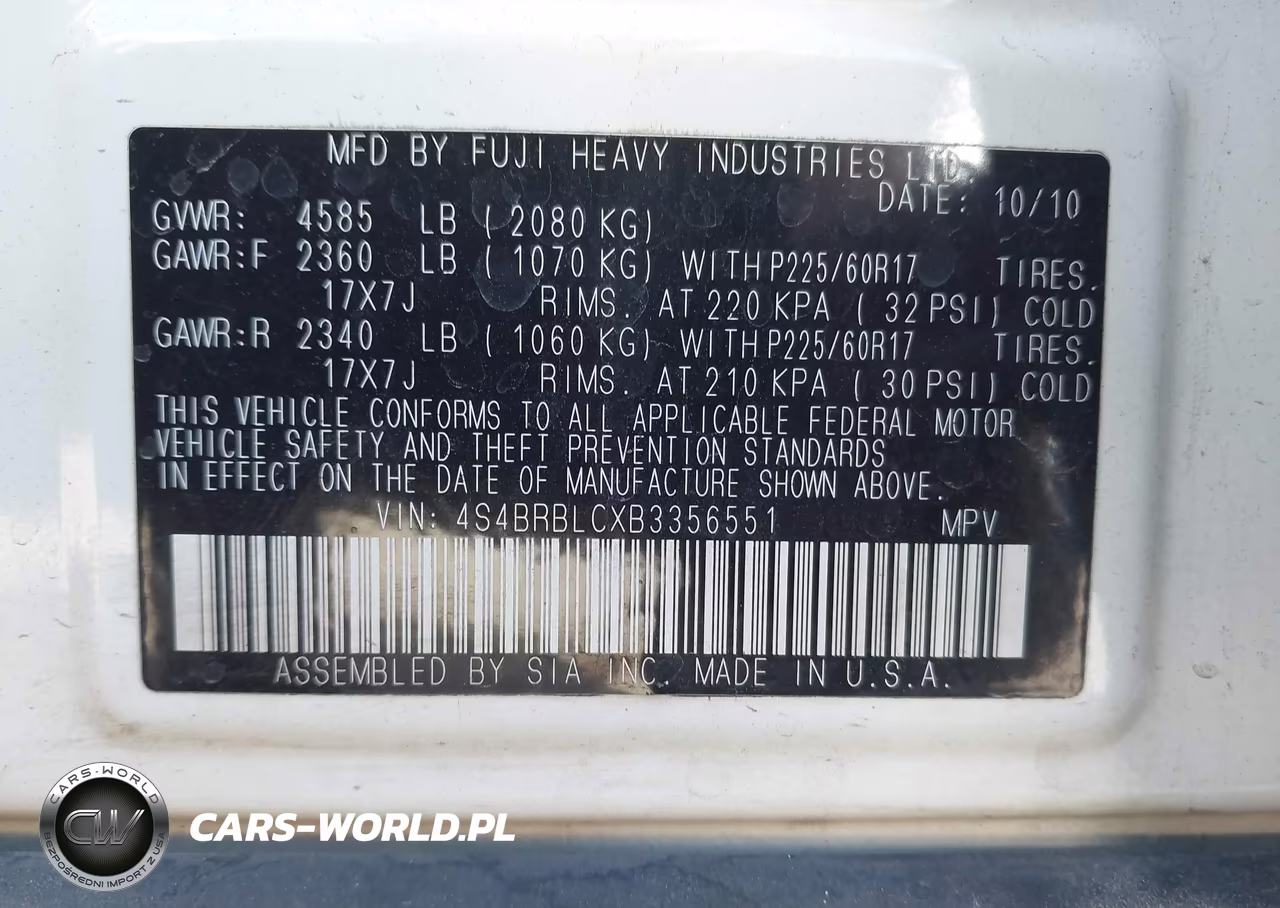 MFD BY FUJI HEAVY INDUSTRIES LTD.
DATE: 10/10
GVWR: 4585 LB ( 2080 KG)
GAWR:F 2360 LB ( 1070 KG) WITH P225/60R17 TIRES.
17X7J RIMS. AT 220 KPA ( 32 PSI) COLD
GAWR:R 2340 LB ( 1060 KG) WITH P225/60R17 TIRES.
17X7J RIMS. AT 210 KPA ( 30 PSI) COLD
THIS VEHICLE CONFORMS TO ALL APPLICABLE FEDERAL MOTOR
VEHICLE SAFETY AND THEFT PREVENTION STANDARDS
IN EFFECT ON THE DATE OF MANUFACTURE SHOWN ABOVE.
VIN: 4S4BRBLCXB3356551 MPV
ASSEMBLED BY SIA INC. MADE IN U.S.A.
CARS-WORLD
CW
BEZPOŚREDNI IMPORT Z USA
CARS-WORLD.PL